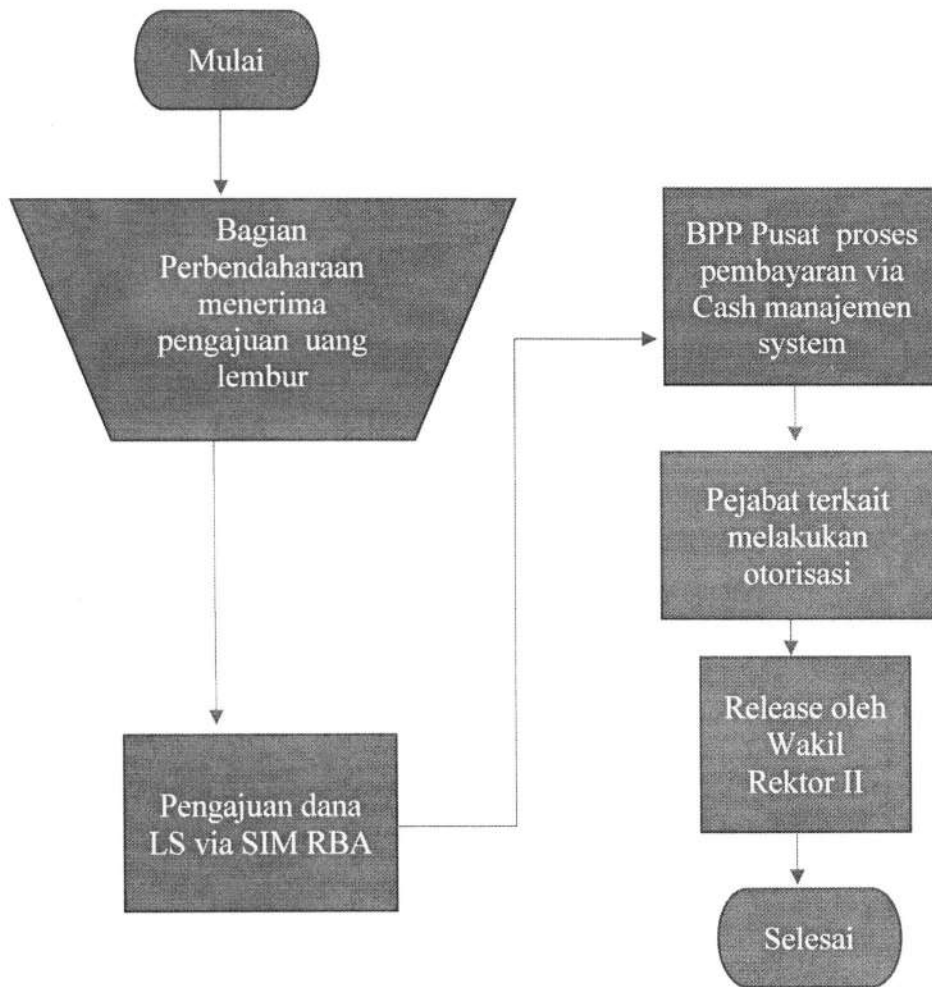 Mulai
Bagian
Perbendaharaan
menerima
pengajuan uang
lembur
Pengajuan dana
LS via SIM RBA
BPP Pusat proses
pembayaran via
Cash manajemen
system
Pejabat terkait
melakukan
otorisasi
Release oleh
Wakil
Rektor II
Selesai